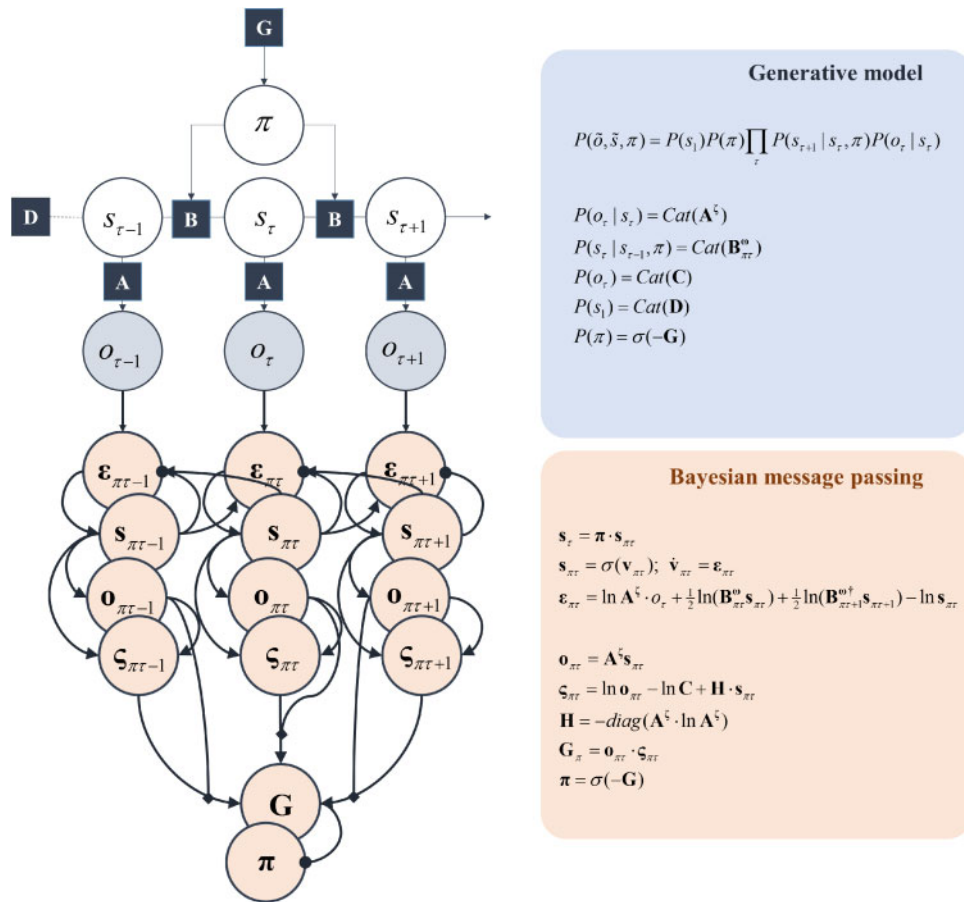 G
π
D
s_{τ−1}
B
s_τ
B
s_{τ+1}
A
A
A
o_{τ−1}
o_τ
o_{τ+1}
ε_{πτ−1}
ε_{πτ}
ε_{πτ+1}
s_{πτ−1}
s_{πτ}
s_{πτ+1}
o_{πτ−1}
o_{πτ}
o_{πτ+1}
ς_{πτ−1}
ς_{πτ}
ς_{πτ+1}
G
π
Generative model
P(õ, s̃, π) = P(s_1)P(π)∏_τ P(s_{τ+1} | s_τ, π)P(o_τ | s_τ)
P(o_τ | s_τ) = Cat(A^ζ)
P(s_τ | s_{τ−1}, π) = Cat(B^ω_{πτ})
P(o_τ) = Cat(C)
P(s_1) = Cat(D)
P(π) = σ(−G)
Bayesian message passing
s_τ = π · s_{πτ}
s_{πτ} = σ(v_{πτ}); v̇_{πτ} = ε_{πτ}
ε_{πτ} = ln A^ζ · o_τ + ½ ln(B^ω_{πτ} s_{πτ}) + ½ ln(B^{ω†}_{πτ+1} s_{πτ+1}) − ln s_{πτ}
o_{πτ} = A^ζ s_{πτ}
ς_{πτ} = ln o_{πτ} − ln C + H · s_{πτ}
H = −diag(A^ζ · ln A^ζ)
G_π = o_{πτ} · ς_{πτ}
π = σ(−G)